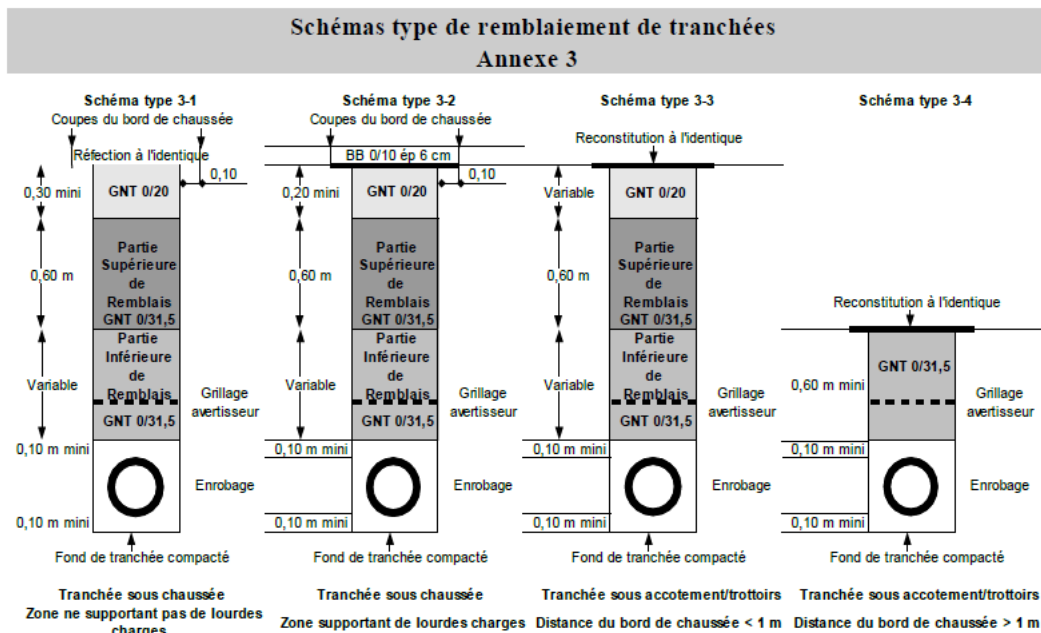 Schémas type de remblaiement de tranchées
Annexe 3
Schéma type 3-1
Coupes du bord de chaussée
Réfection à l'identique
0,10
0,30 mini
GNT 0/20
0,60 m
Partie
Supérieure
de
Remblais
GNT 0/31,5
Variable
Partie
Inférieure
de
Remblais
GNT 0/31,5
Grillage
avertisseur
0,10 m mini
Enrobage
0,10 m mini
Fond de tranchée compacté
Tranchée sous chaussée
Zone ne supportant pas de lourdes
charges
Schéma type 3-2
Coupes du bord de chaussée
BB 0/10 ép 6 cm
0,10
0,20 mini
GNT 0/20
0,60 m
Partie
Supérieure
de
Remblais
GNT 0/31,5
Variable
Partie
Inférieure
de
Remblais
GNT 0/31,5
Grillage
avertisseur
0,10 m mini
Enrobage
0,10 m mini
Fond de tranchée compacté
Tranchée sous chaussée
Zone supportant de lourdes charges
Schéma type 3-3
Reconstitution à l'identique
Variable
GNT 0/20
0,60 m
Partie
Supérieure
de
Remblais
GNT 0/31,5
Variable
Partie
Inférieure
de
Remblais
GNT 0/31,5
Grillage
avertisseur
0,10 m mini
Enrobage
0,10 m mini
Fond de tranchée compacté
Tranchée sous accotement/trottoirs
Distance du bord de chaussée < 1 m
Schéma type 3-4
Reconstitution à l'identique
0,60 m mini
GNT 0/31,5
Grillage
avertisseur
0,10 m mini
Enrobage
0,10 m mini
Fond de tranchée compacté
Tranchée sous accotement/trottoirs
Distance du bord de chaussée > 1 m